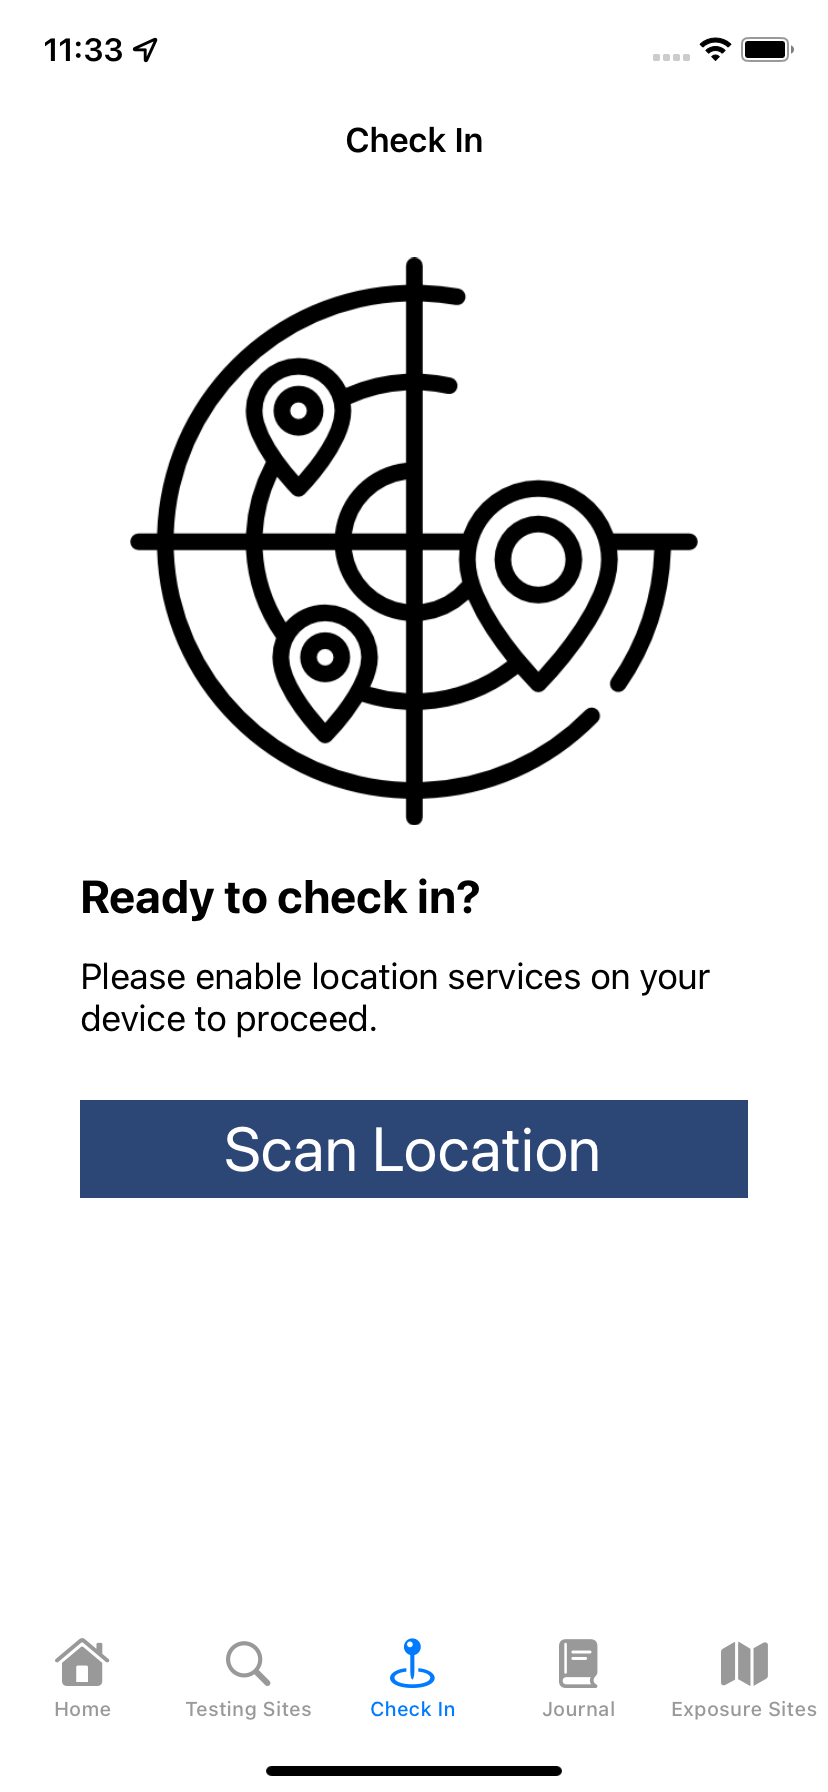 11:33
Check In
Ready to check in?
Please enable location services on your
device to proceed.
Scan Location
Home
Testing Sites
Check In
Journal
Exposure Sites